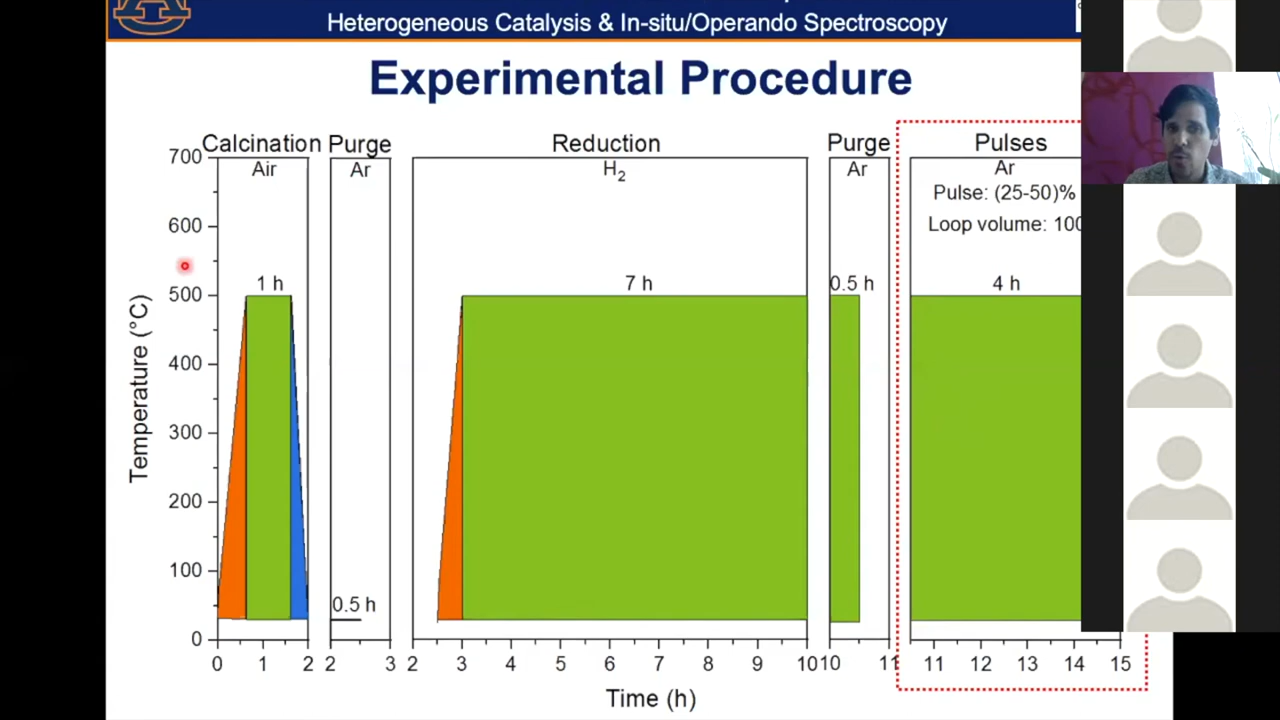 Heterogeneous Catalysis & In-situ/Operando Spectroscopy
Experimental Procedure
Calcination Purge Reduction Purge Pulses
Air Ar H2 Ar Ar
Pulse: (25-50)%
Loop volume: 100
1 h 7 h 0.5 h 4 h
0.5 h
Temperature (°C)
700
600
500
400
300
200
100
0
0 1 2 2 3 2 3 4 5 6 7 8 9 10 10 11 11 12 13 14 15
Time (h)